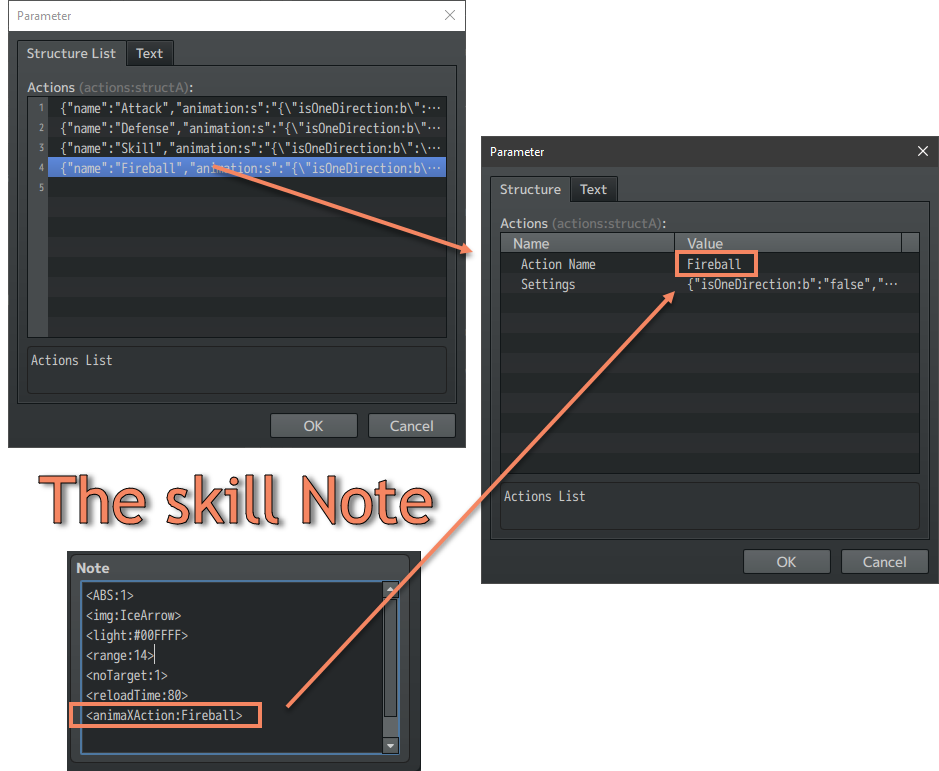 Parameter
Structure List
Text
Actions (actions:structA):
1 {"name":"Attack","animation:s":"{\"isOneDirection:b\":···
2 {"name":"Defense","animation:s":"{\"isOneDirection:b\"···
3 {"name":"Skill","animation:s":"{\"isOneDirection:b\":\···
4 {"name":"Fireball","animation:s":"{\"isOneDirection:b\···
5
Actions List
OK
Cancel
Parameter
Structure
Text
Actions (actions:structA):
Name Value
Action Name Fireball
Settings {"isOneDirection:b":"false","···
Actions List
OK
Cancel
The skill Note
Note
<ABS:1>
<img:IceArrow>
<light:#00FFFF>
<range:14>
<noTarget:1>
<reloadTime:80>
<animaXAction:Fireball>